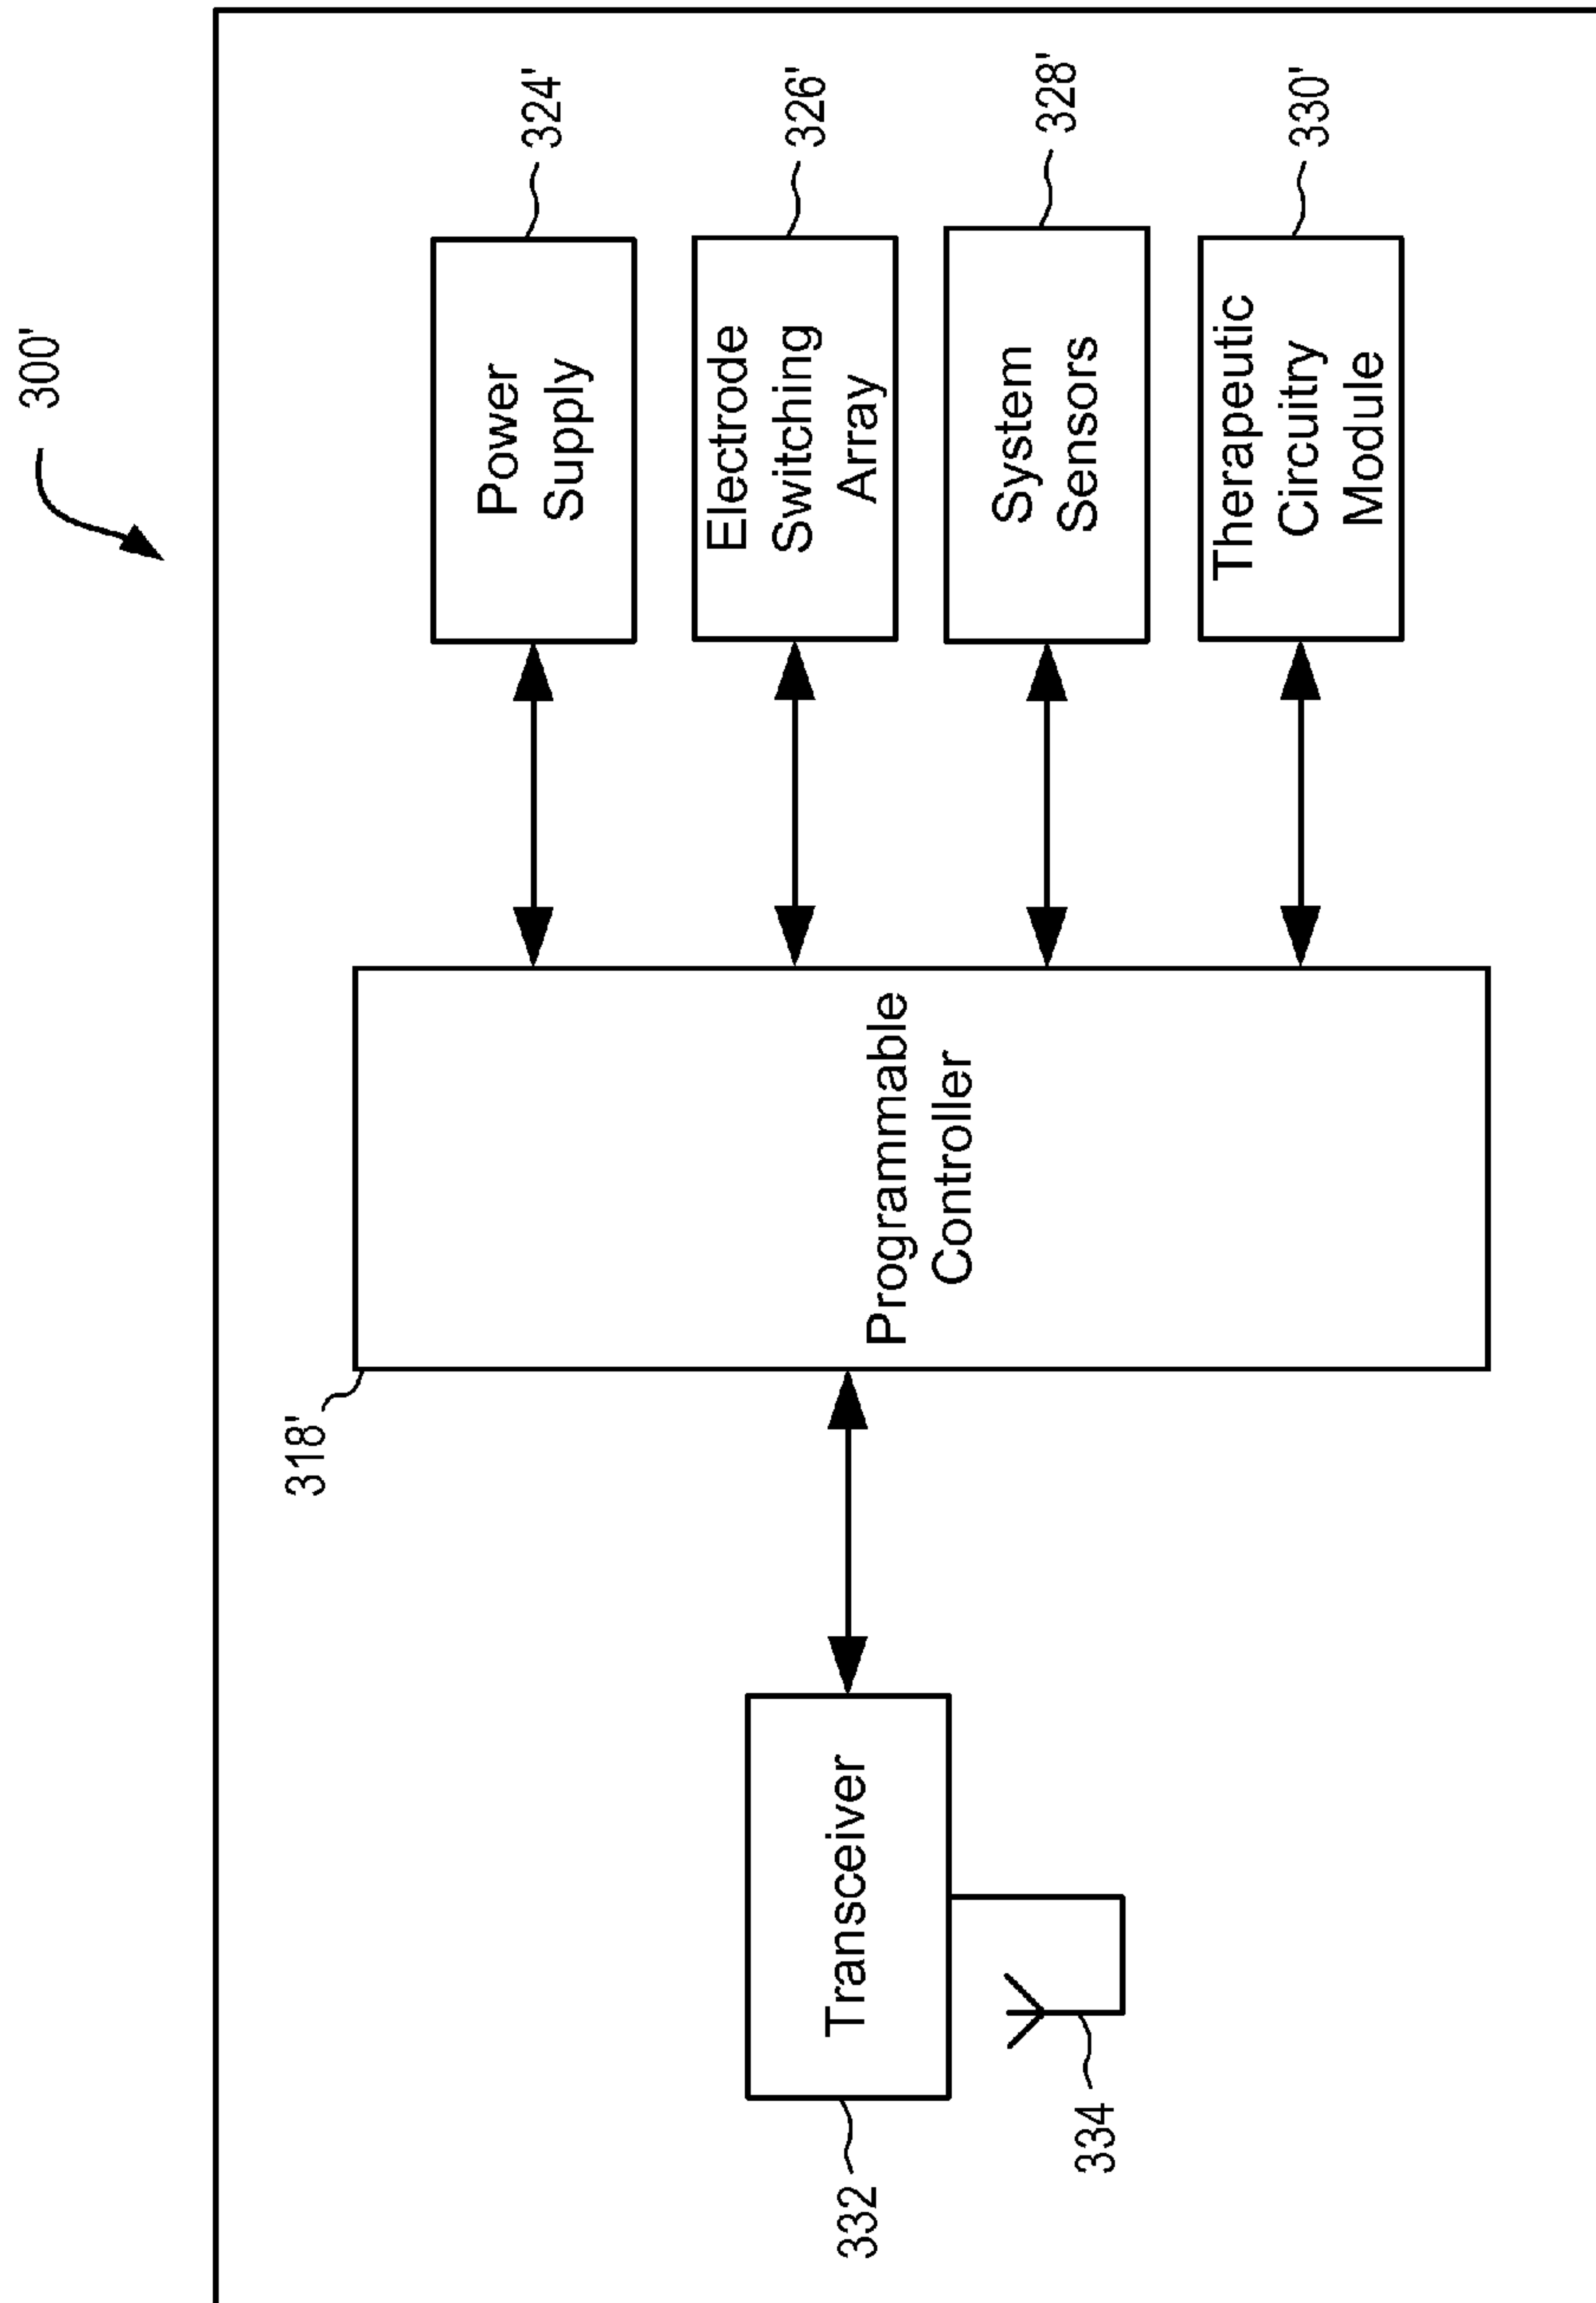 300'
324'
Power
Supply
326'
Electrode
Switching
Array
328'
System
Sensors
330'
Therapeutic
Circuitry
Module
318'
Programmable
Controller
Transceiver
332
334